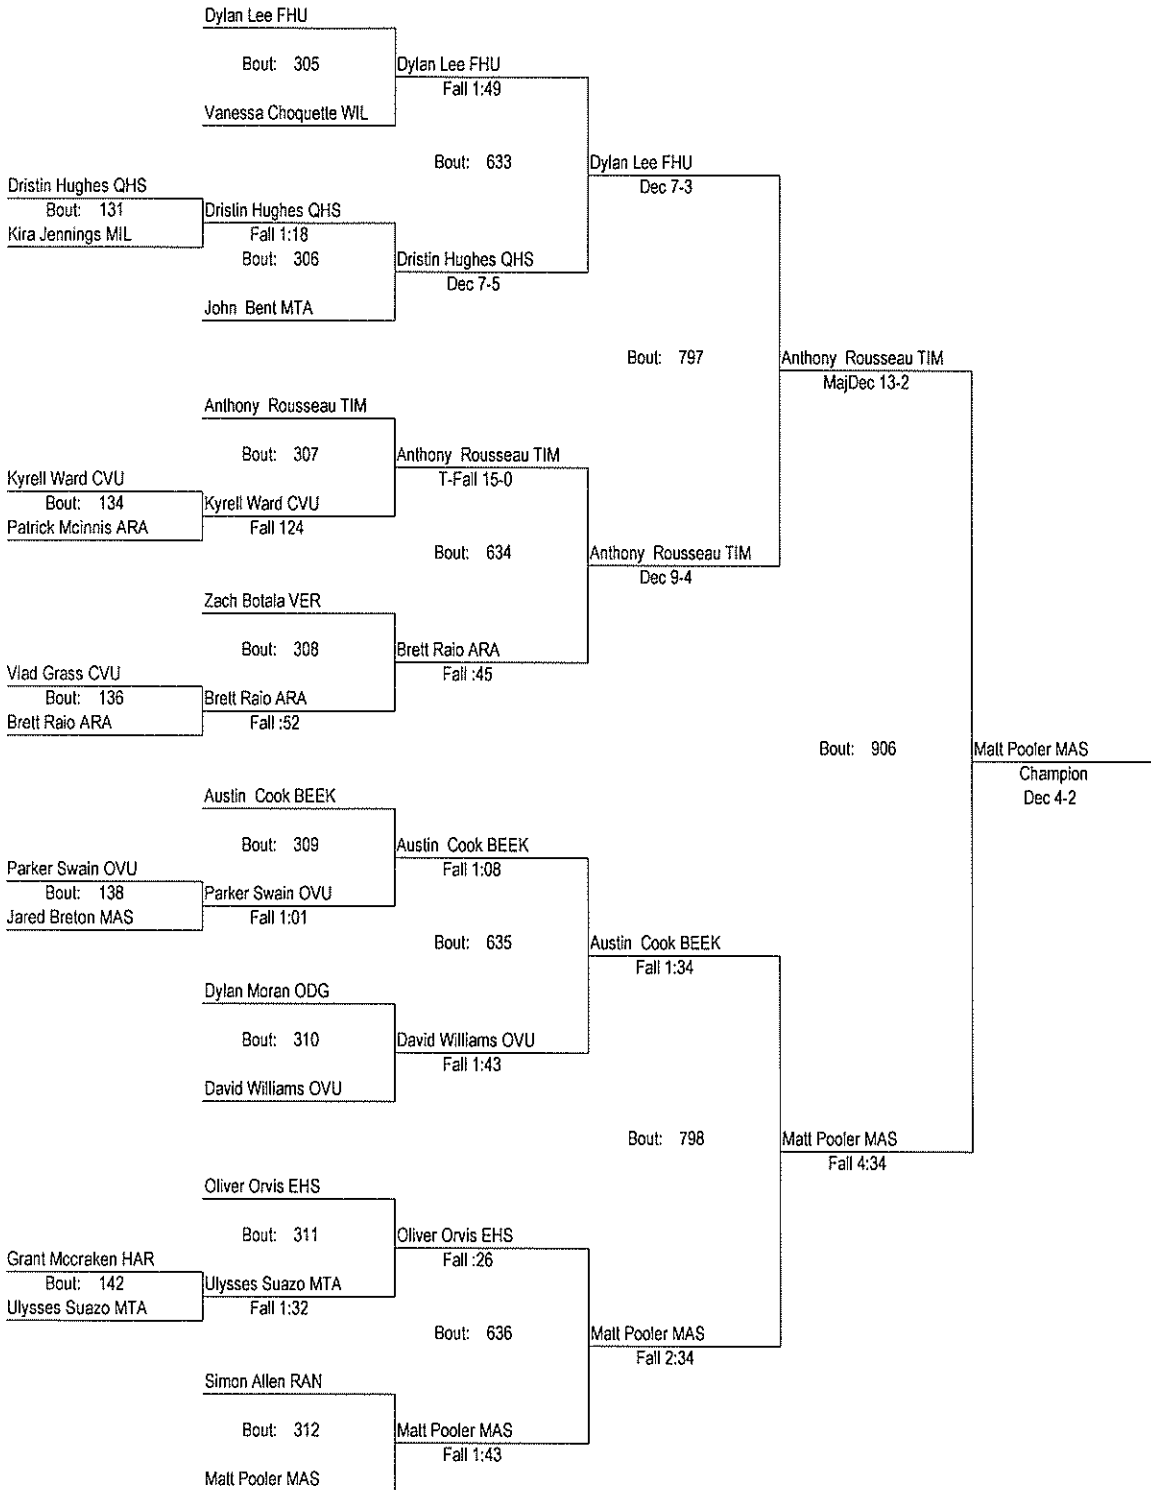 Dylan Lee FHU
Bout: 305
Dylan Lee FHU
Fall 1:49
Vanessa Choquette WIL
Bout: 633
Dylan Lee FHU
Dec 7-3
Dristin Hughes QHS
Bout: 131
Kira Jennings MIL
Dristin Hughes QHS
Fall 1:18
Bout: 306
Dristin Hughes QHS
Dec 7-5
John Bent MTA
Bout: 797
Anthony Rousseau TIM
MajDec 13-2
Anthony Rousseau TIM
Bout: 307
Anthony Rousseau TIM
T-Fall 15-0
Kyrell Ward CVU
Bout: 134
Patrick Mcinnis ARA
Kyrell Ward CVU
Fall 124
Bout: 634
Anthony Rousseau TIM
Dec 9-4
Zach Botala VER
Bout: 308
Brett Raio ARA
Fall :45
Vlad Grass CVU
Bout: 136
Brett Raio ARA
Brett Raio ARA
Fall :52
Bout: 906
Matt Pooler MAS
Champion
Dec 4-2
Austin Cook BEEK
Bout: 309
Austin Cook BEEK
Fall 1:08
Parker Swain OVU
Bout: 138
Jared Breton MAS
Parker Swain OVU
Fall 1:01
Bout: 635
Austin Cook BEEK
Fall 1:34
Dylan Moran ODG
Bout: 310
David Williams OVU
Fall 1:43
David Williams OVU
Bout: 798
Matt Pooler MAS
Fall 4:34
Oliver Orvis EHS
Bout: 311
Oliver Orvis EHS
Fall :26
Grant Mccraken HAR
Bout: 142
Ulysses Suazo MTA
Ulysses Suazo MTA
Fall 1:32
Bout: 636
Matt Pooler MAS
Fall 2:34
Simon Allen RAN
Bout: 312
Matt Pooler MAS
Fall 1:43
Matt Pooler MAS